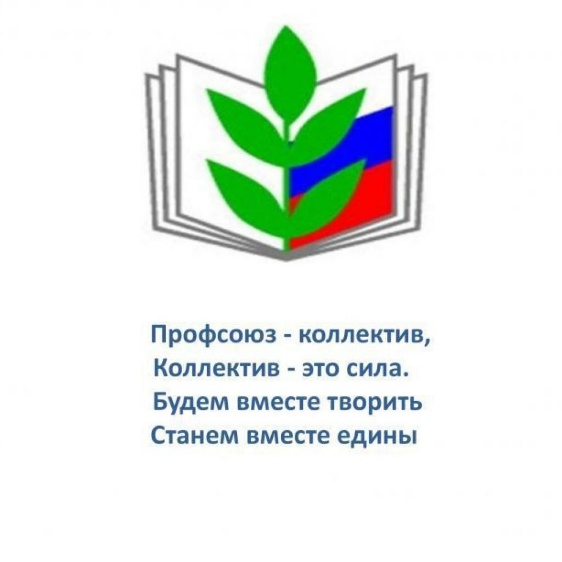 Профсоюз - коллектив,
Коллектив - это сила.
Будем вместе творить
Станем вместе едины